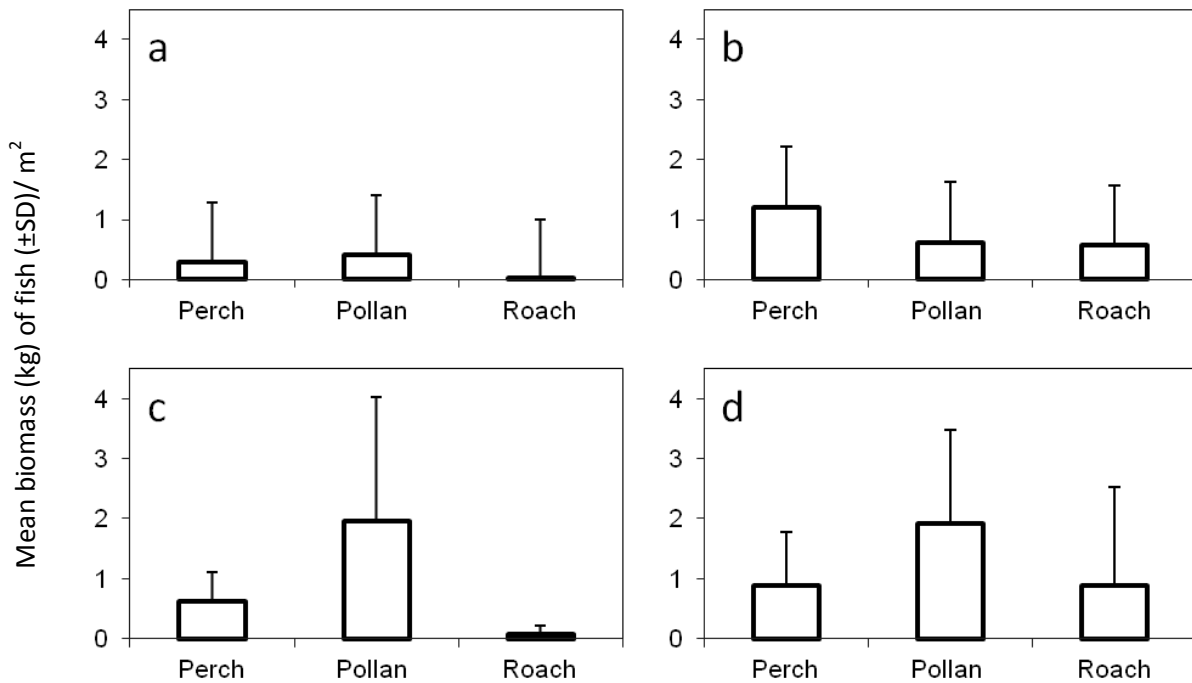 Mean biomass (kg) of fish (±SD)/ m²
a
4
3
2
1
0
Perch Pollan Roach
b
4
3
2
1
0
Perch Pollan Roach
c
4
3
2
1
0
Perch Pollan Roach
d
4
3
2
1
0
Perch Pollan Roach